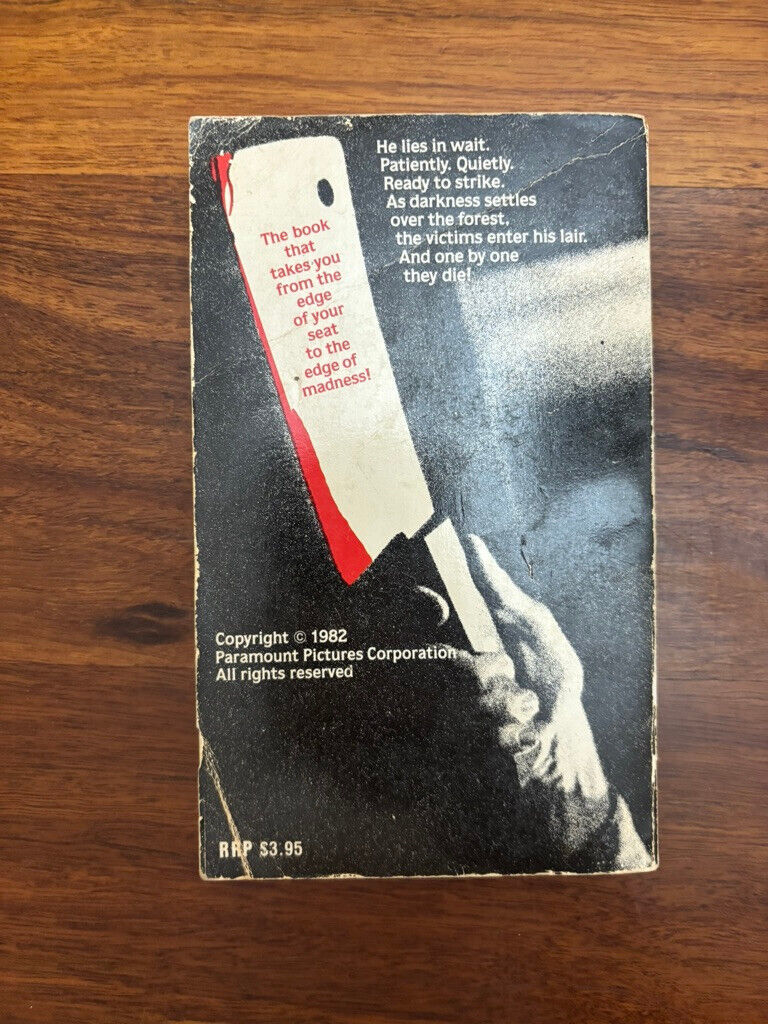 He lies in wait.
Patiently. Quietly.
Ready to strike.
As darkness settles
over the forest,
the victims enter his lair.
And one by one
they die!
The book
that
takes you
from the
edge
of your
seat
to the
edge of
madness!
Copyright © 1982
Paramount Pictures Corporation
All rights reserved
RRP $3.95